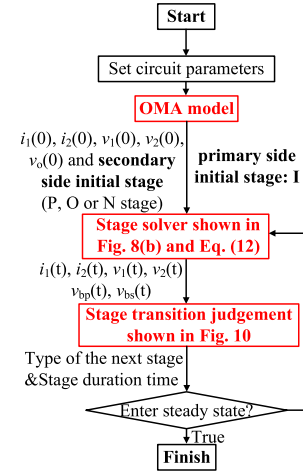 Start
Set circuit parameters
OMA model
i₁(0), i₂(0), v₁(0), v₂(0),
vₒ(0) and secondary
side initial stage
(P, O or N stage)
primary side
initial stage: I
Stage solver shown in
Fig. 8(b) and Eq. (12)
i₁(t), i₂(t), v₁(t), v₂(t)
v_bp(t), v_bs(t)
Stage transition judgement
shown in Fig. 10
Type of the next stage
&Stage duration time
Enter steady state?
True
Finish